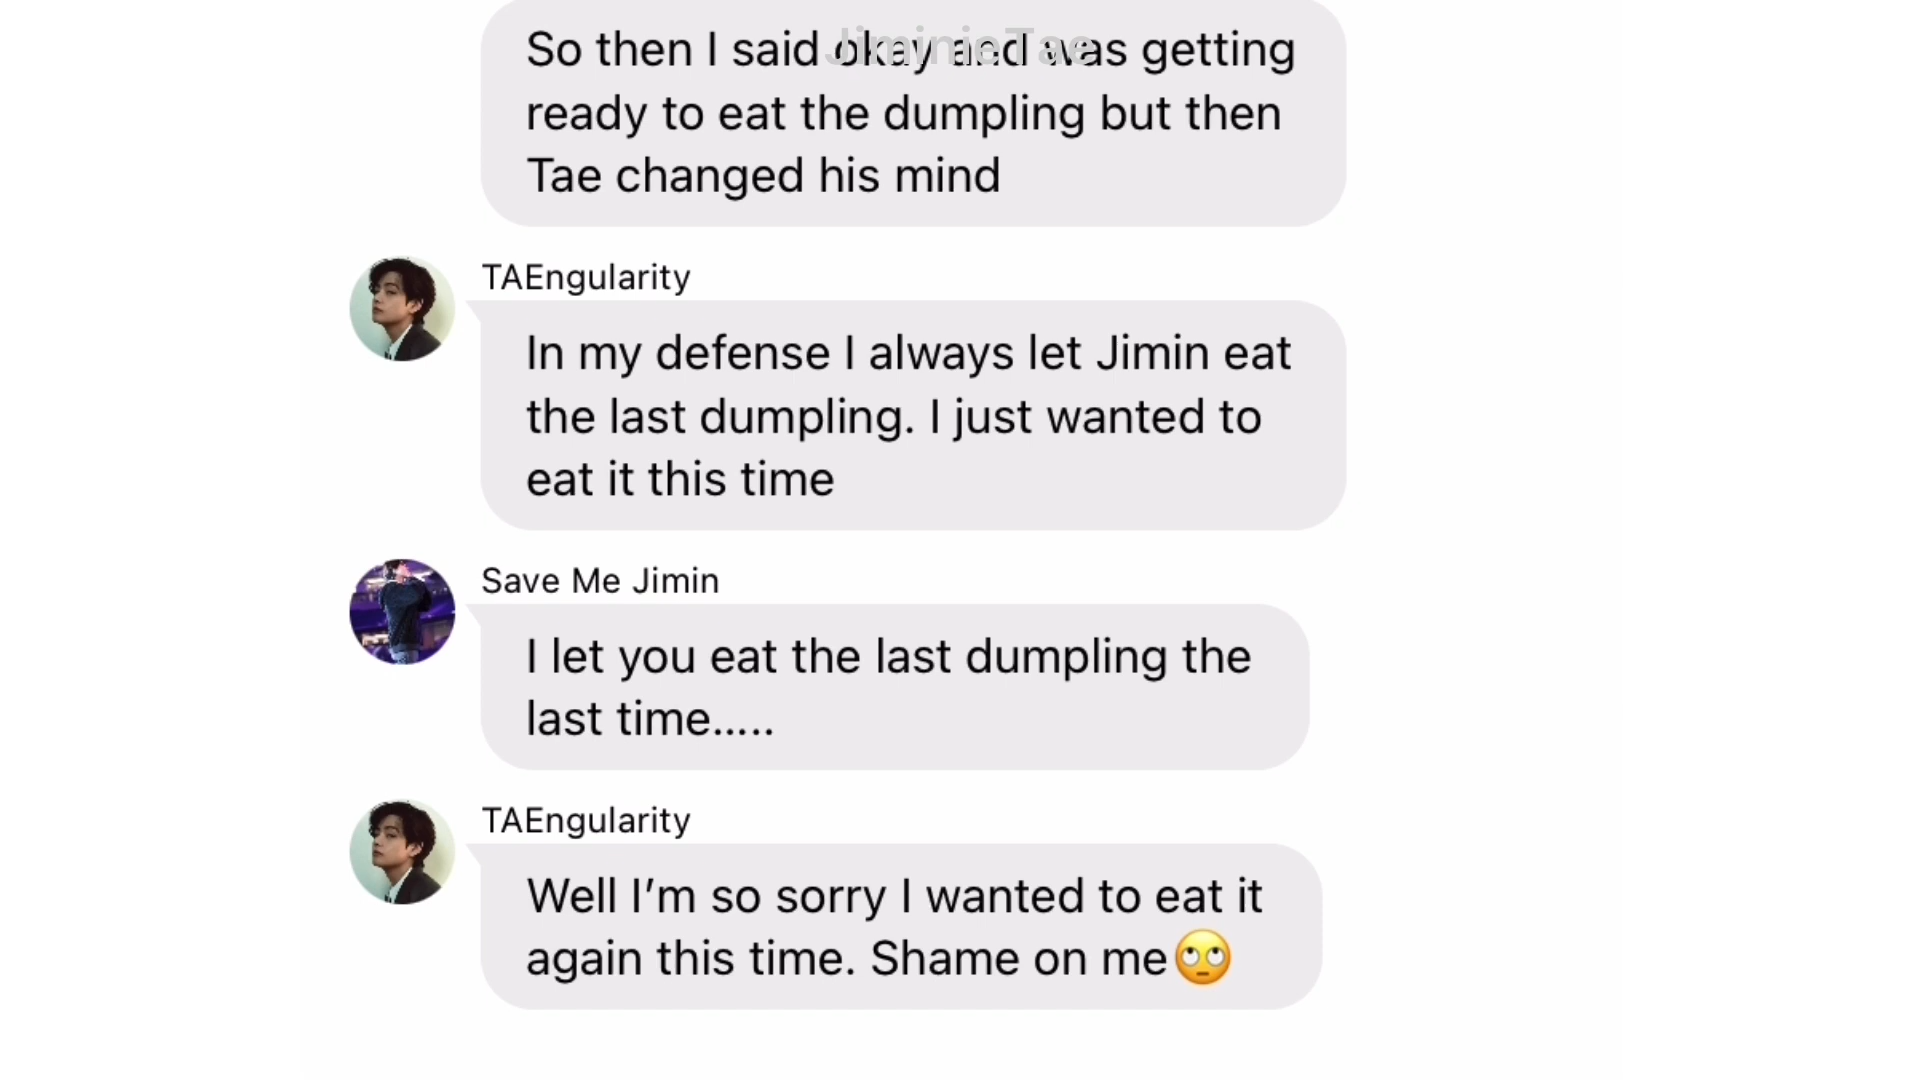 JiminieTae
So then I said okay and was getting
ready to eat the dumpling but then
Tae changed his mind
TAEngularity
In my defense I always let Jimin eat
the last dumpling. I just wanted to
eat it this time
Save Me Jimin
I let you eat the last dumpling the
last time.....
TAEngularity
Well I’m so sorry I wanted to eat it
again this time. Shame on me🙄